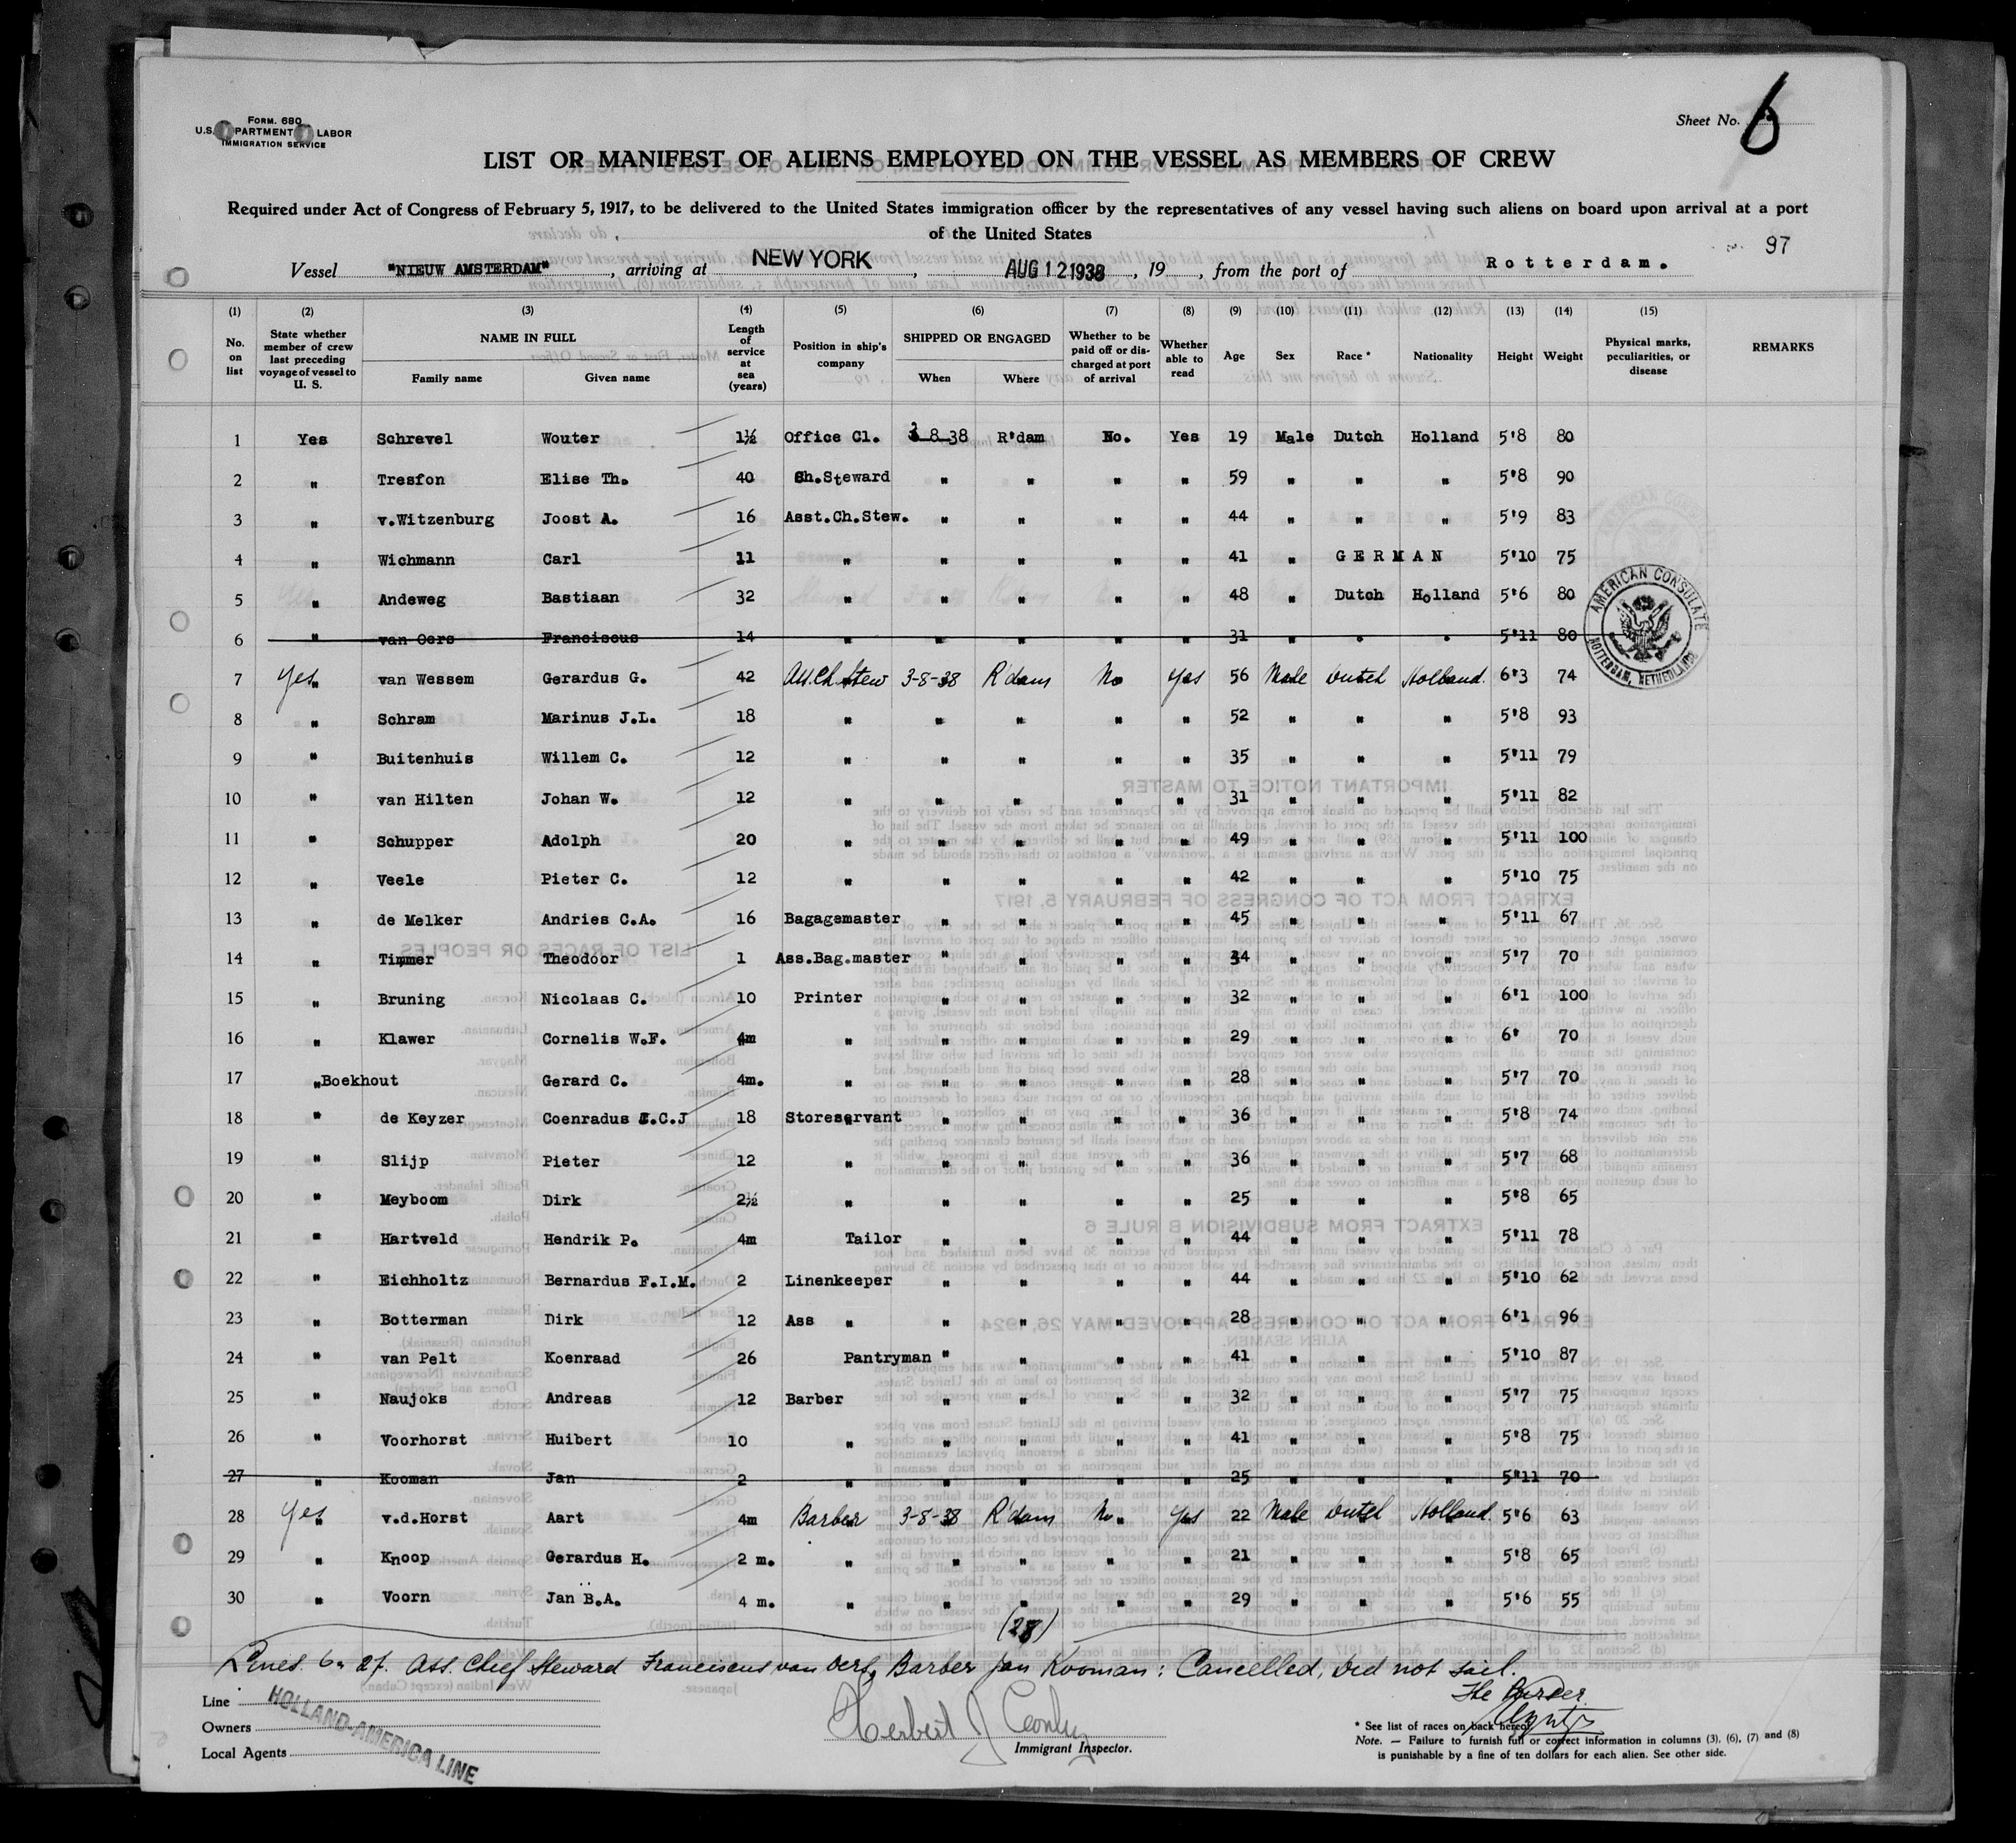 FORM. 680
U.S. DEPARTMENT OF LABOR
IMMIGRATION SERVICE
Sheet No. 6
LIST OR MANIFEST OF ALIENS EMPLOYED ON THE VESSEL AS MEMBERS OF CREW
Required under Act of Congress of February 5, 1917, to be delivered to the United States immigration officer by the representatives of any vessel having such aliens on board upon arrival at a port
of the United States
97
Vessel "NIEUW AMSTERDAM", arriving at NEW YORK, AUG 12 1938, 19 , from the port of Rotterdam.
(1) (2) (3) (4) (5) (6) (7) (8) (9) (10) (11) (12) (13) (14) (15)
No. on list State whether member of crew last preceding voyage of vessel to U. S. NAME IN FULL Family name Given name Length of service at sea (years) Position in ship's company SHIPPED OR ENGAGED When Where Whether to be paid off or discharged at port of arrival Whether able to read Age Sex Race * Nationality Height Weight Physical marks, peculiarities, or disease REMARKS
1 Yes Schrevel Wouter 1½ Office Cl. 3-8-38 R'dam No. Yes 19 Male Dutch Holland 5'8 80
2 " Tresfon Elise Th. 40 Ch.Steward " " " " 59 " " " 5'8 90
3 " v.Witzenburg Joost A. 16 Asst.Ch.Stew. " " " " 44 " " " 5'9 83
4 " Wichmann Carl 11 " " " " " 41 " GERMAN 5'10 75
5 " Andeweg Bastiaan 32 " " " " " 48 " Dutch Holland 5'6 80
6 " van Oers Franciscus 14 " " " " " 31 " " " 5'11 80
7 Yes" van Wessem Gerardus G. 42 Ass.Ch Stew 3-8-38 R'dam No Yes 56 Male Dutch Holland. 6'3 74
8 " Schram Marinus J.L. 18 " " " " " 52 " " " 5'8 93
9 " Buitenhuis Willem C. 12 " " " " " 35 " " " 5'11 79
10 " van Hilten Johan W. 12 " " " " " 31 " " " 5'11 82
11 " Schupper Adolph 20 " " " " " 49 " " " 5'11 100
12 " Veele Pieter C. 12 " " " " " 42 " " " 5'10 75
13 " de Melker Andries C.A. 16 Bagagemaster " " " " 45 " " " 5'11 67
14 " Timmer Theodoor 1 Ass.Bag.master " " " " 34 " " " 5'7 70
15 " Bruning Nicolaas C. 10 Printer " " " " 32 " " " 6'1 100
16 " Klawer Cornelis W.F. 4m " " " " " 29 " " " 6' 70
17 " Boekhout Gerard C. 4m. " " " " " 28 " " " 5'7 70
18 " de Keyzer Coenradus .C.J 18 Storeservant " " " " 36 " " " 5'8 74
19 " Slijp Pieter 12 " " " " " 36 " " " 5'7 68
20 " Meyboom Dirk 2½ " " " " " 25 " " " 5'8 65
21 " Hartveld Hendrik P. 4m Tailor " " " " 44 " " " 5'11 78
22 " Eichholtz Bernardus F.I.M. 2 Linenkeeper " " " " 44 " " " 5'10 62
23 " Botterman Dirk 12 Ass " " " " " 28 " " " 6'1 96
24 " van Pelt Koenraad 26 Pantryman " " " " 41 " " " 5'10 87
25 " Naujoks Andreas 12 Barber " " " " 32 " " " 5'7 75
26 " Voorhorst Huibert 10 " " " " " 41 " " " 5'8 75
27 " Kooman Jan 2 " " " " " 25 " " " 5'11 70
28 Yes" v.d.Horst Aart 4m Barber 3-8-38 R'dam No" Yes 22 Male Dutch Holland. 5'6 63
29 " Knoop Gerardus H. 2 m. " " " " " 21 " " " 5'8 65
30 " Voorn Jan B.A. 4 m. " " " " " 29 " " " 5'6 55
AMERICAN CONSULATE
ROTTERDAM, NETHERLANDS
(28)
Lines. 6 27. Ass. Chief Steward Franciscus van Oers, Barber Jan Kooman: Cancelled, Did not sail.
The Purser.
Line
Owners
Local Agents
HOLLAND-AMERICA LINE
Herbert J
Immigrant Inspector.
* See list of races on back hereof
Note. — Failure to furnish full or correct information in columns (3), (6), (7) and (8)
is punishable by a fine of ten dollars for each alien. See other side.